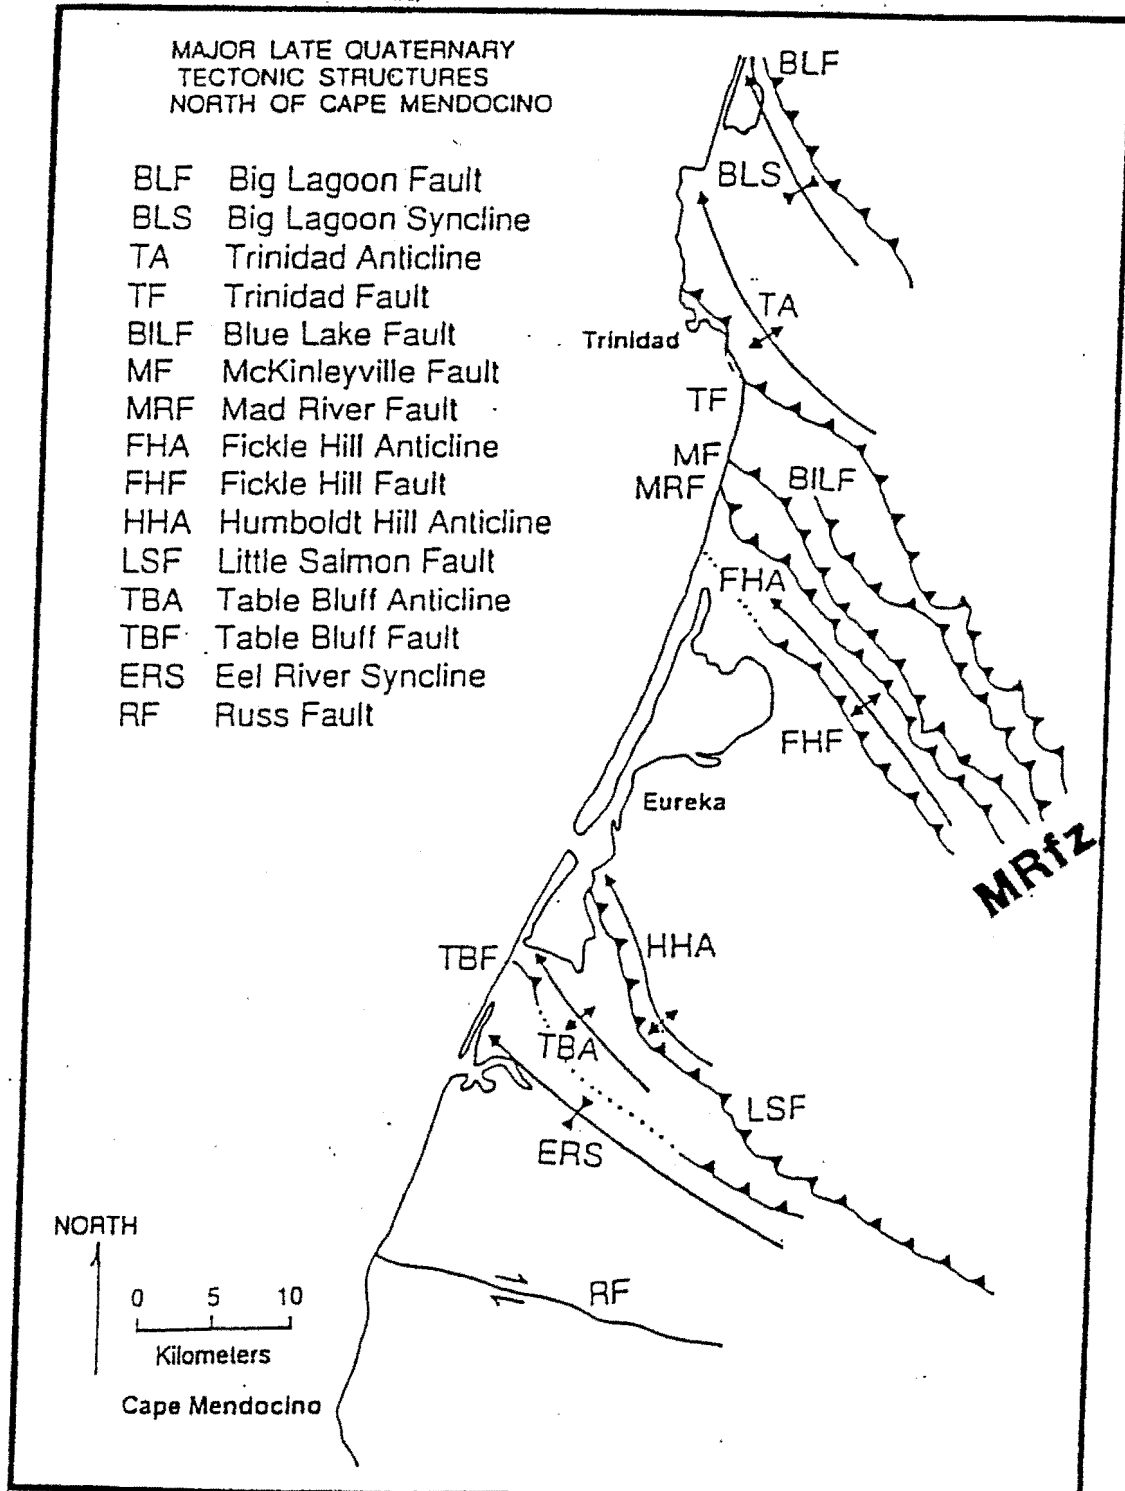 MAJOR LATE QUATERNARY
TECTONIC STRUCTURES
NORTH OF CAPE MENDOCINO
BLF Big Lagoon Fault
BLS Big Lagoon Syncline
TA Trinidad Anticline
TF Trinidad Fault
BILF Blue Lake Fault
MF McKinleyville Fault
MRF Mad River Fault
FHA Fickle Hill Anticline
FHF Fickle Hill Fault
HHA Humboldt Hill Anticline
LSF Little Salmon Fault
TBA Table Bluff Anticline
TBF Table Bluff Fault
ERS Eel River Syncline
RF Russ Fault
BLF
BLS
TA
Trinidad
TF
MF
MRF
BILF
FHA
FHF
Eureka
MRfz
HHA
TBF
TBA
LSF
ERS
RF
NORTH
0 5 10
Kilometers
Cape Mendocino